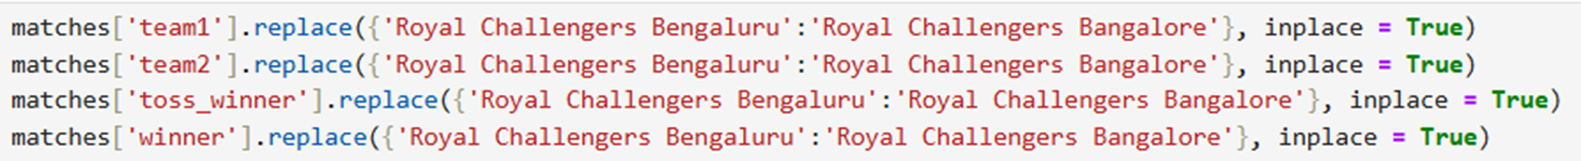 matches['team1'].replace({'Royal Challengers Bengaluru':'Royal Challengers Bangalore'}, inplace = True)
matches['team2'].replace({'Royal Challengers Bengaluru':'Royal Challengers Bangalore'}, inplace = True)
matches['toss_winner'].replace({'Royal Challengers Bengaluru':'Royal Challengers Bangalore'}, inplace = True)
matches['winner'].replace({'Royal Challengers Bengaluru':'Royal Challengers Bangalore'}, inplace = True)